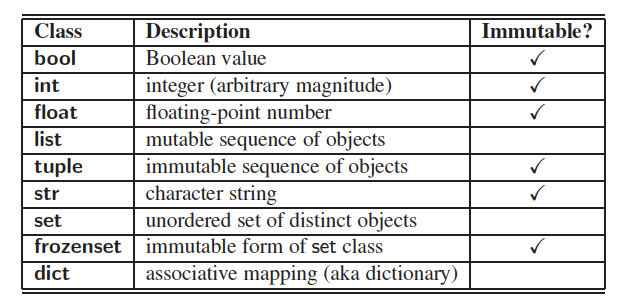 Class Description Immutable?
bool Boolean value ✓
int integer (arbitrary magnitude) ✓
float floating-point number ✓
list mutable sequence of objects
tuple immutable sequence of objects ✓
str character string ✓
set unordered set of distinct objects
frozenset immutable form of set class ✓
dict associative mapping (aka dictionary)